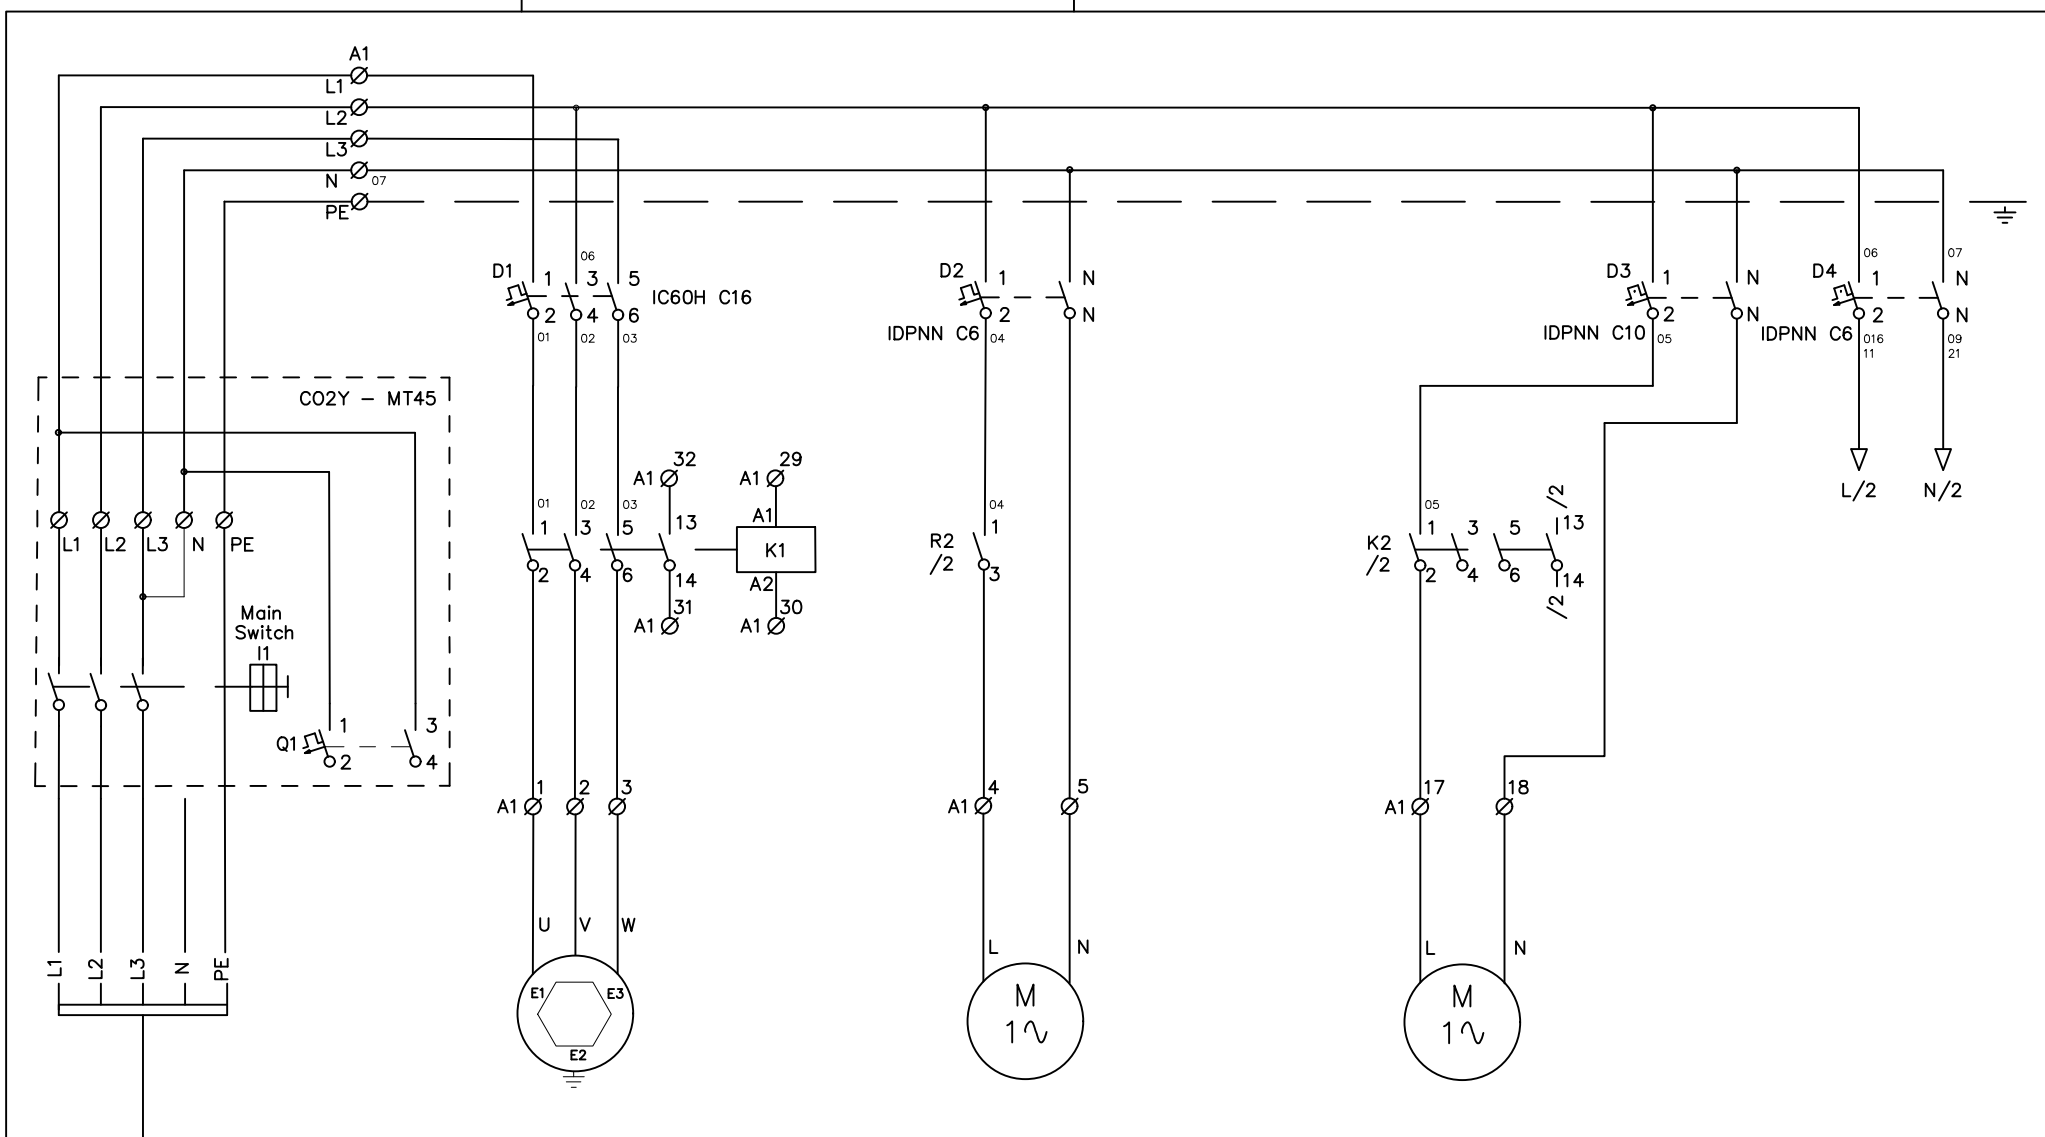 A1
L1
L2
L3
N 07
PE
06 06 07
D1 1 3 5 D2 1 N D3 1 N D4 1 N
IC60H C16
2 4 6 2 N 2 N 2 N
IDPNN C6 IDPNN C10 IDPNN C6
01 02 03 04 05 016 09
11 21
CO2Y - MT45
32 29
A1 A1
L/2 N/2
01 02 03 04 05 /2
A1
1 3 5 13 1 1 3 5 13
L1 L2 L3 N PE
R2 K2
K1
/2 /2
2 4 6 14 A2 3 2 4 6 14
31 30 /2
A1 A1
Main
Switch
I1
1 3
Q1
2 4
1 2 3 4 5 17 18
A1 A1 A1
U V W
L N L N
L1 L2 L3 N PE
E1 E3
M M
1∿ 1∿
E2